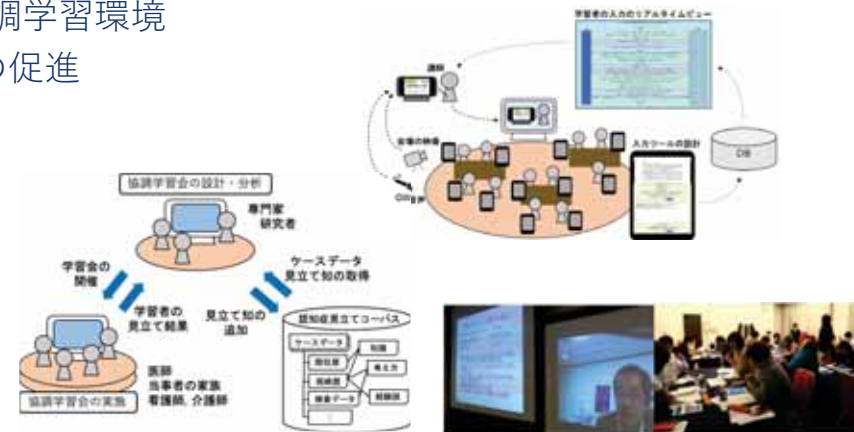 調学習環境
の促進
学習者の入力のリアルタイムビュー
講師
会場の映像
入力ツールの設計
DB
協調学習会の設計・分析
専門家
研究者
学習会の
開催
ケースデータ
見立て知の取得
学習者の
見立て結果
見立て知の
追加
認知症見立てコーパス
ケースデータ
知識
考え方
検査データ
経験談
医師
当事者の家族
看護師, 介護師
協調学習会の実施